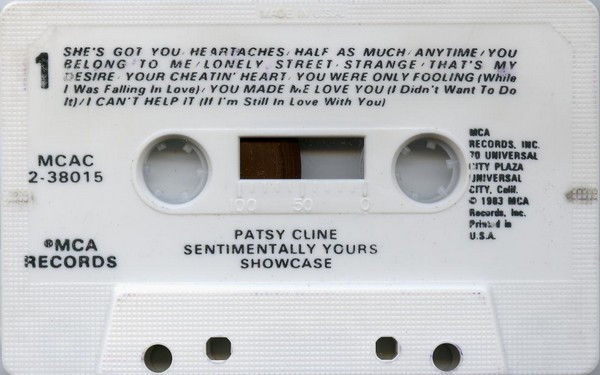 1
SHE'S GOT YOU/HEARTACHES/HALF AS MUCH/ANYTIME/YOU
BELONG TO ME/LONELY STREET/STRANGE/THAT'S MY
DESIRE/YOUR CHEATIN' HEART/YOU WERE ONLY FOOLING (While
I Was Falling In Love)/YOU MADE ME LOVE YOU (I Didn't Want To Do
It)/I CAN'T HELP IT (If I'm Still In Love With You)
MCAC
2-38015
®MCA
RECORDS
100 50 0
PATSY CLINE
SENTIMENTALLY YOURS
SHOWCASE
MCA
RECORDS, INC.
70 UNIVERSAL
CITY PLAZA
UNIVERSAL
CITY, Calif.
© 1983 MCA
Records, Inc.
Printed in
U.S.A.